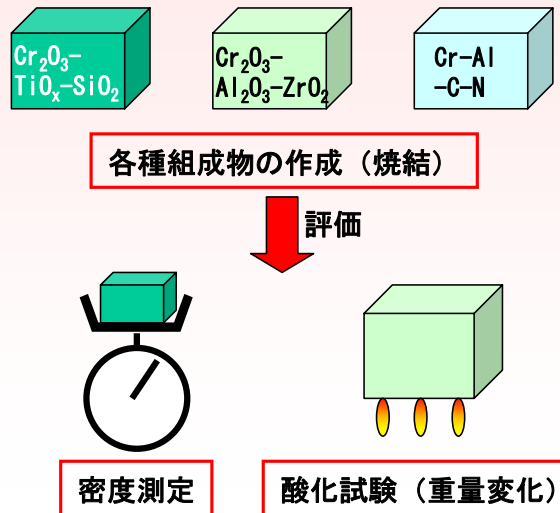 Cr₂O₃−
TiOₓ−SiO₂
Cr₂O₃−
Al₂O₃−ZrO₂
Cr−Al
−C−N
各種組成物の作成（焼結）
評価
密度測定
酸化試験（重量変化）